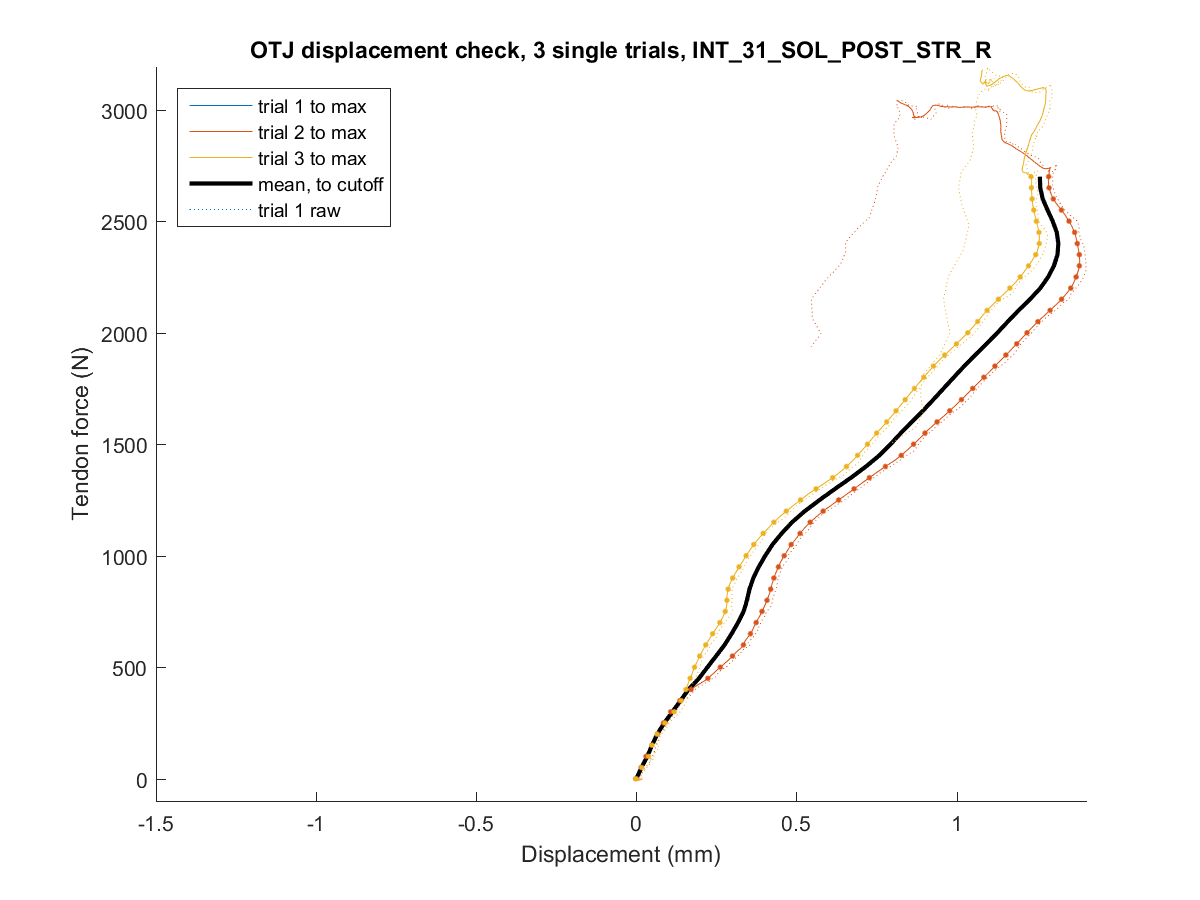 OTJ displacement check, 3 single trials, INT_31_SOL_POST_STR_R
trial 1 to max
trial 2 to max
trial 3 to max
mean, to cutoff
trial 1 raw
Tendon force (N)
3000
2500
2000
1500
1000
500
0
-1.5 -1 -0.5 0 0.5 1
Displacement (mm)